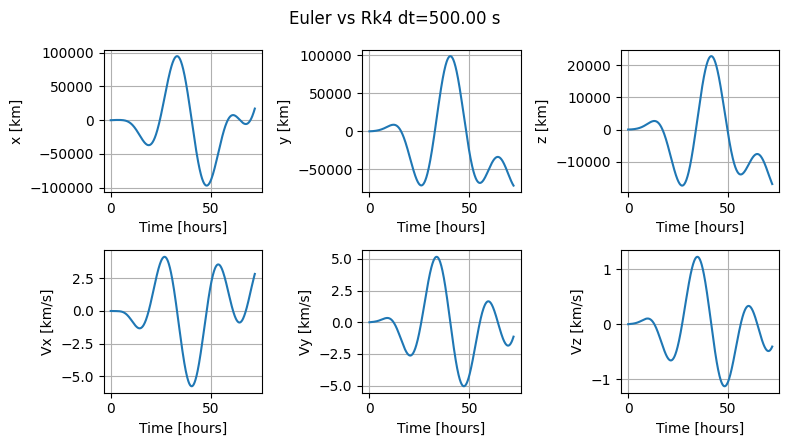 Euler vs Rk4 dt=500.00 s
x [km]
100000
50000
0
−50000
−100000
0
50
Time [hours]
y [km]
100000
50000
0
−50000
0
50
Time [hours]
z [km]
20000
10000
0
−10000
0
50
Time [hours]
Vx [km/s]
2.5
0.0
−2.5
−5.0
0
50
Time [hours]
Vy [km/s]
5.0
2.5
0.0
−2.5
−5.0
0
50
Time [hours]
Vz [km/s]
1
0
−1
0
50
Time [hours]